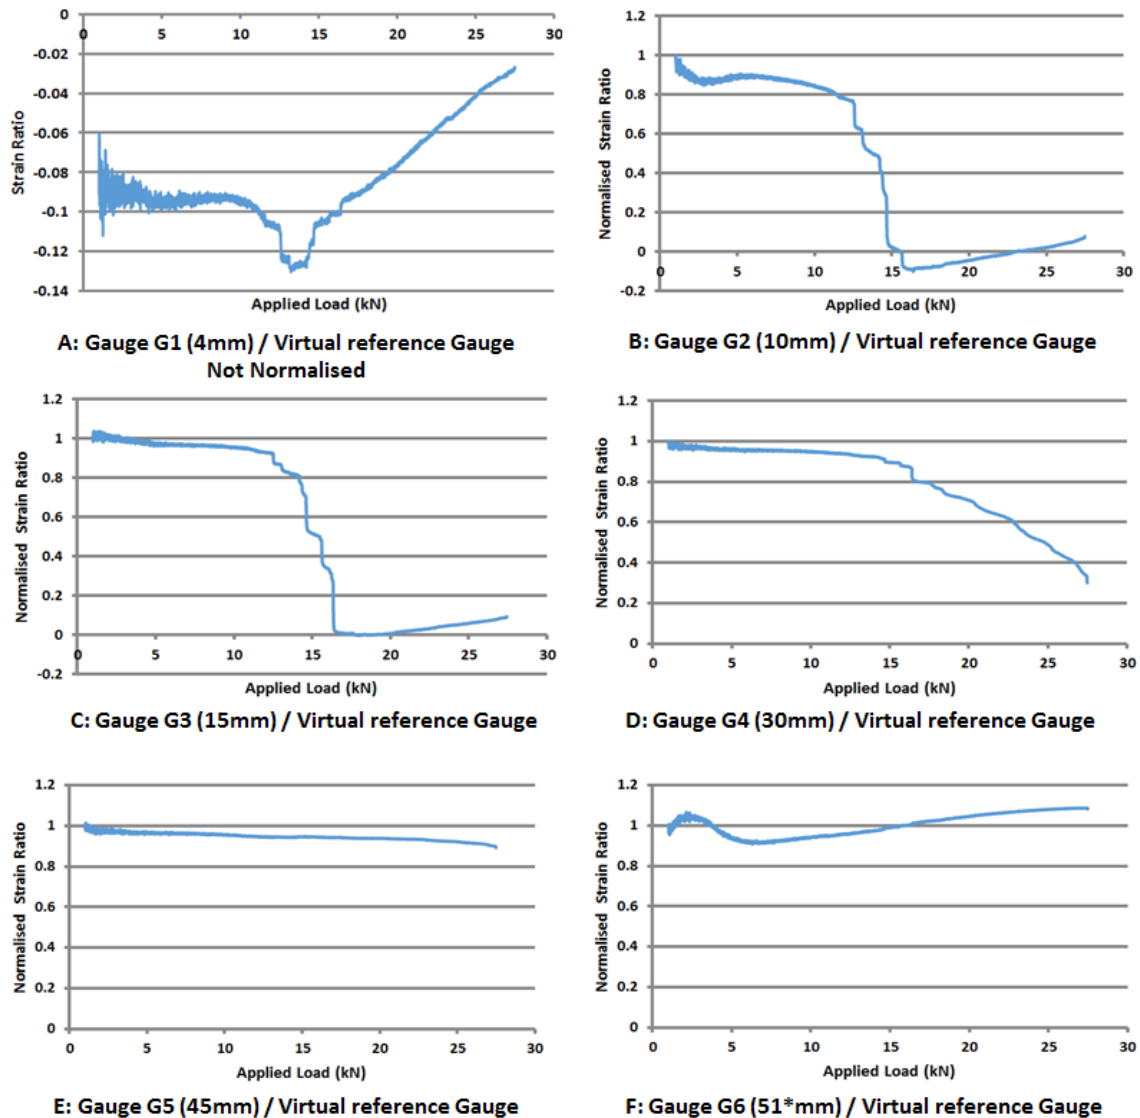 0
0 5 10 15 20 25 30
-0.02
-0.04
-0.06
-0.08
-0.1
-0.12
-0.14
Strain Ratio
Applied Load (kN)
A: Gauge G1 (4mm) / Virtual reference Gauge
Not Normalised
1.2
1
0.8
0.6
0.4
0.2
0
-0.2
0 5 10 15 20 25 30
Normalised Strain Ratio
Applied Load (kN)
B: Gauge G2 (10mm) / Virtual reference Gauge
1.2
1
0.8
0.6
0.4
0.2
0
-0.2
0 5 10 15 20 25 30
Normalised Strain Ratio
Applied Load (kN)
C: Gauge G3 (15mm) / Virtual reference Gauge
1.2
1
0.8
0.6
0.4
0.2
0
0 5 10 15 20 25 30
Normalised Strain Ratio
Applied Load (kN)
D: Gauge G4 (30mm) / Virtual reference Gauge
1.2
1
0.8
0.6
0.4
0.2
0
0 5 10 15 20 25 30
Normalised Strain Ratio
Applied Load (kN)
E: Gauge G5 (45mm) / Virtual reference Gauge
1.2
1
0.8
0.6
0.4
0.2
0
0 5 10 15 20 25 30
Normalised Strain Ratio
Applied Load (kN)
F: Gauge G6 (51*mm) / Virtual reference Gauge